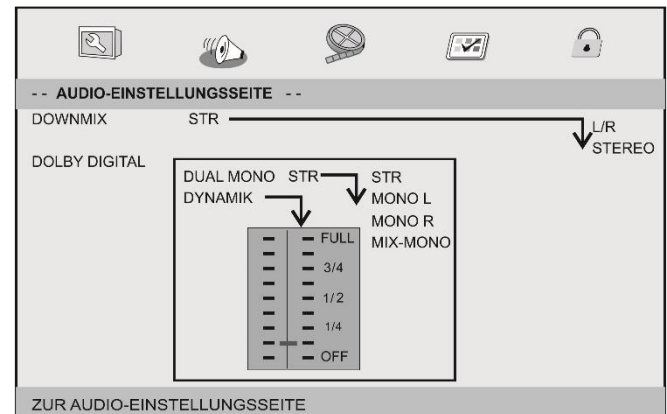 -- AUDIO-EINSTELLUNGSSEITE --
DOWNMIX STR L/R
STEREO
DOLBY DIGITAL
DUAL MONO STR STR
DYNAMIK MONO L
MONO R
FULL MIX-MONO
3/4
1/2
1/4
OFF
ZUR AUDIO-EINSTELLUNGSSEITE